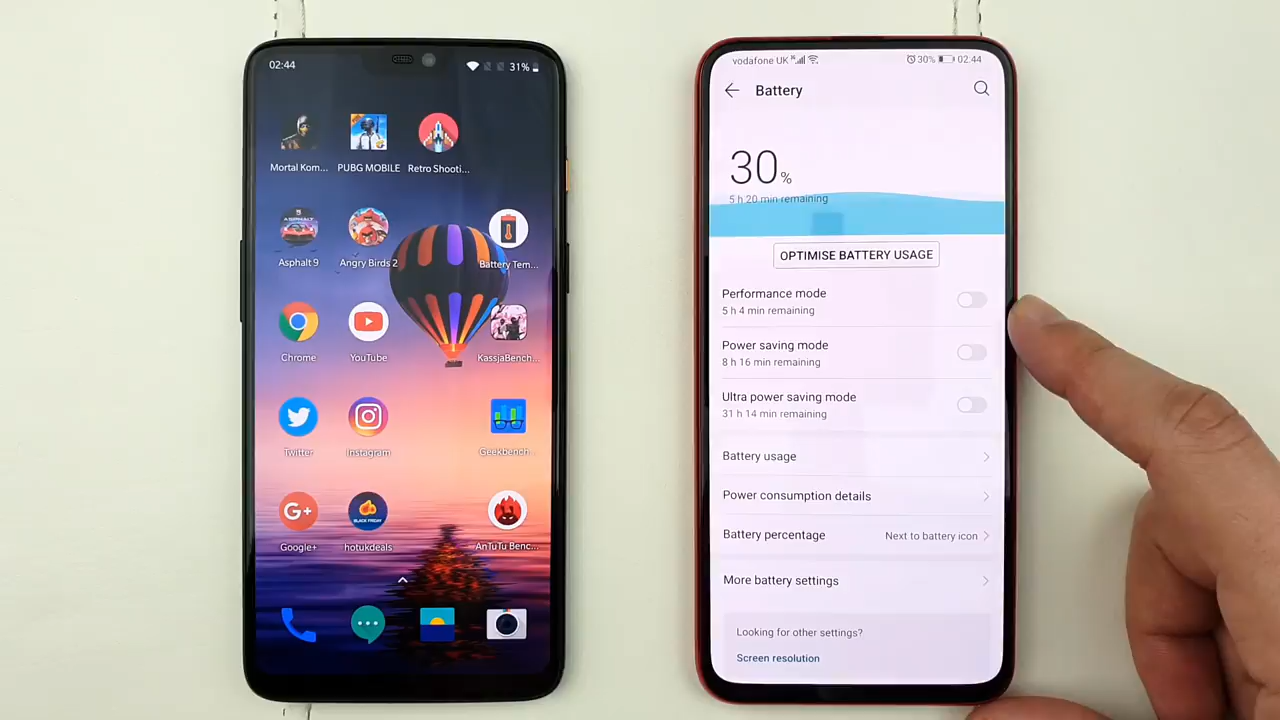 02:44
31%
Mortal Kom...
PUBG MOBILE
Retro Shooti...
Asphalt 9
Angry Birds 2
Battery Tem...
Chrome
YouTube
KassjaBench...
Twitter
Instagram
Geekbench...
Google+
BLACK FRIDAY
hotukdeals
AnTuTu Benc...
vodafone UK
30%
02:44
Battery
30%
5 h 20 min remaining
OPTIMISE BATTERY USAGE
Performance mode
5 h 4 min remaining
Power saving mode
8 h 16 min remaining
Ultra power saving mode
31 h 14 min remaining
Battery usage
Power consumption details
Battery percentage
Next to battery icon
More battery settings
Looking for other settings?
Screen resolution